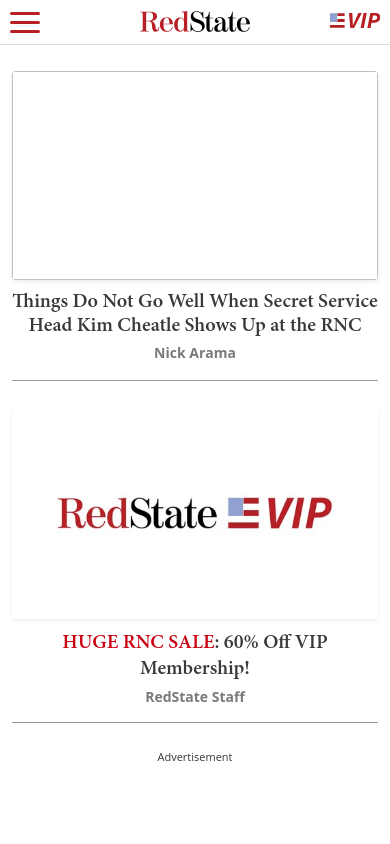 RedState
VIP
Things Do Not Go Well When Secret Service
Head Kim Cheatle Shows Up at the RNC
Nick Arama
RedState VIP
HUGE RNC SALE: 60% Off VIP
Membership!
RedState Staff
Advertisement